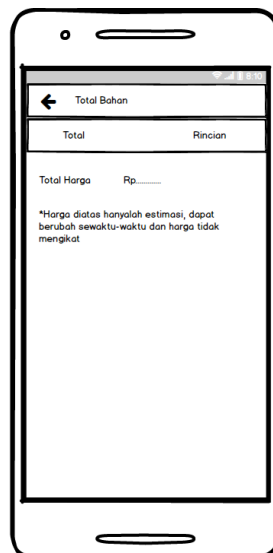 8:10
Total Bahan
Total Rincian
Total Harga Rp............
*Harga diatas hanyalah estimasi, dapat
berubah sewaktu-waktu dan harga tidak
mengikat